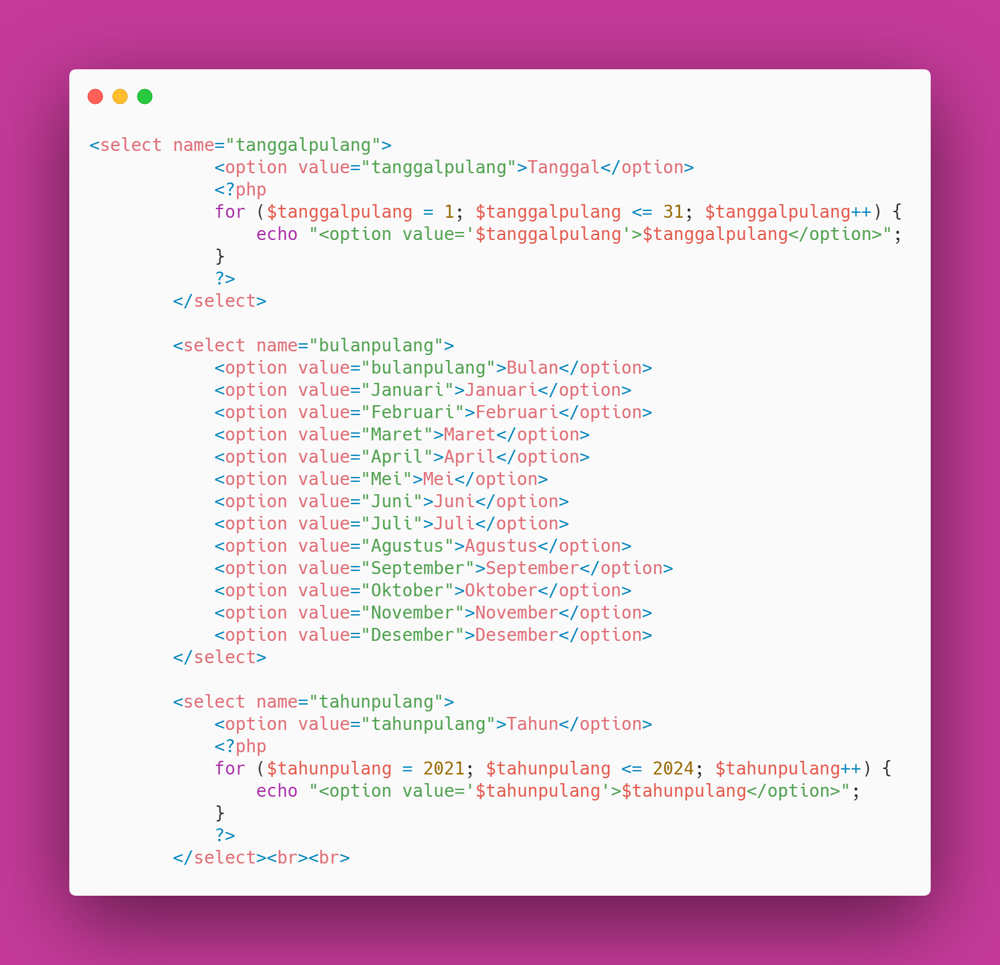 <select name="tanggalpulang">
            <option value="tanggalpulang">Tanggal</option>
            <?php
            for ($tanggalpulang = 1; $tanggalpulang <= 31; $tanggalpulang++) {
                echo "<option value='$tanggalpulang'>$tanggalpulang</option>";
            }
            ?>
        </select>

        <select name="bulanpulang">
            <option value="bulanpulang">Bulan</option>
            <option value="Januari">Januari</option>
            <option value="Februari">Februari</option>
            <option value="Maret">Maret</option>
            <option value="April">April</option>
            <option value="Mei">Mei</option>
            <option value="Juni">Juni</option>
            <option value="Juli">Juli</option>
            <option value="Agustus">Agustus</option>
            <option value="September">September</option>
            <option value="Oktober">Oktober</option>
            <option value="November">November</option>
            <option value="Desember">Desember</option>
        </select>

        <select name="tahunpulang">
            <option value="tahunpulang">Tahun</option>
            <?php
            for ($tahunpulang = 2021; $tahunpulang <= 2024; $tahunpulang++) {
                echo "<option value='$tahunpulang'>$tahunpulang</option>";
            }
            ?>
        </select><br><br>